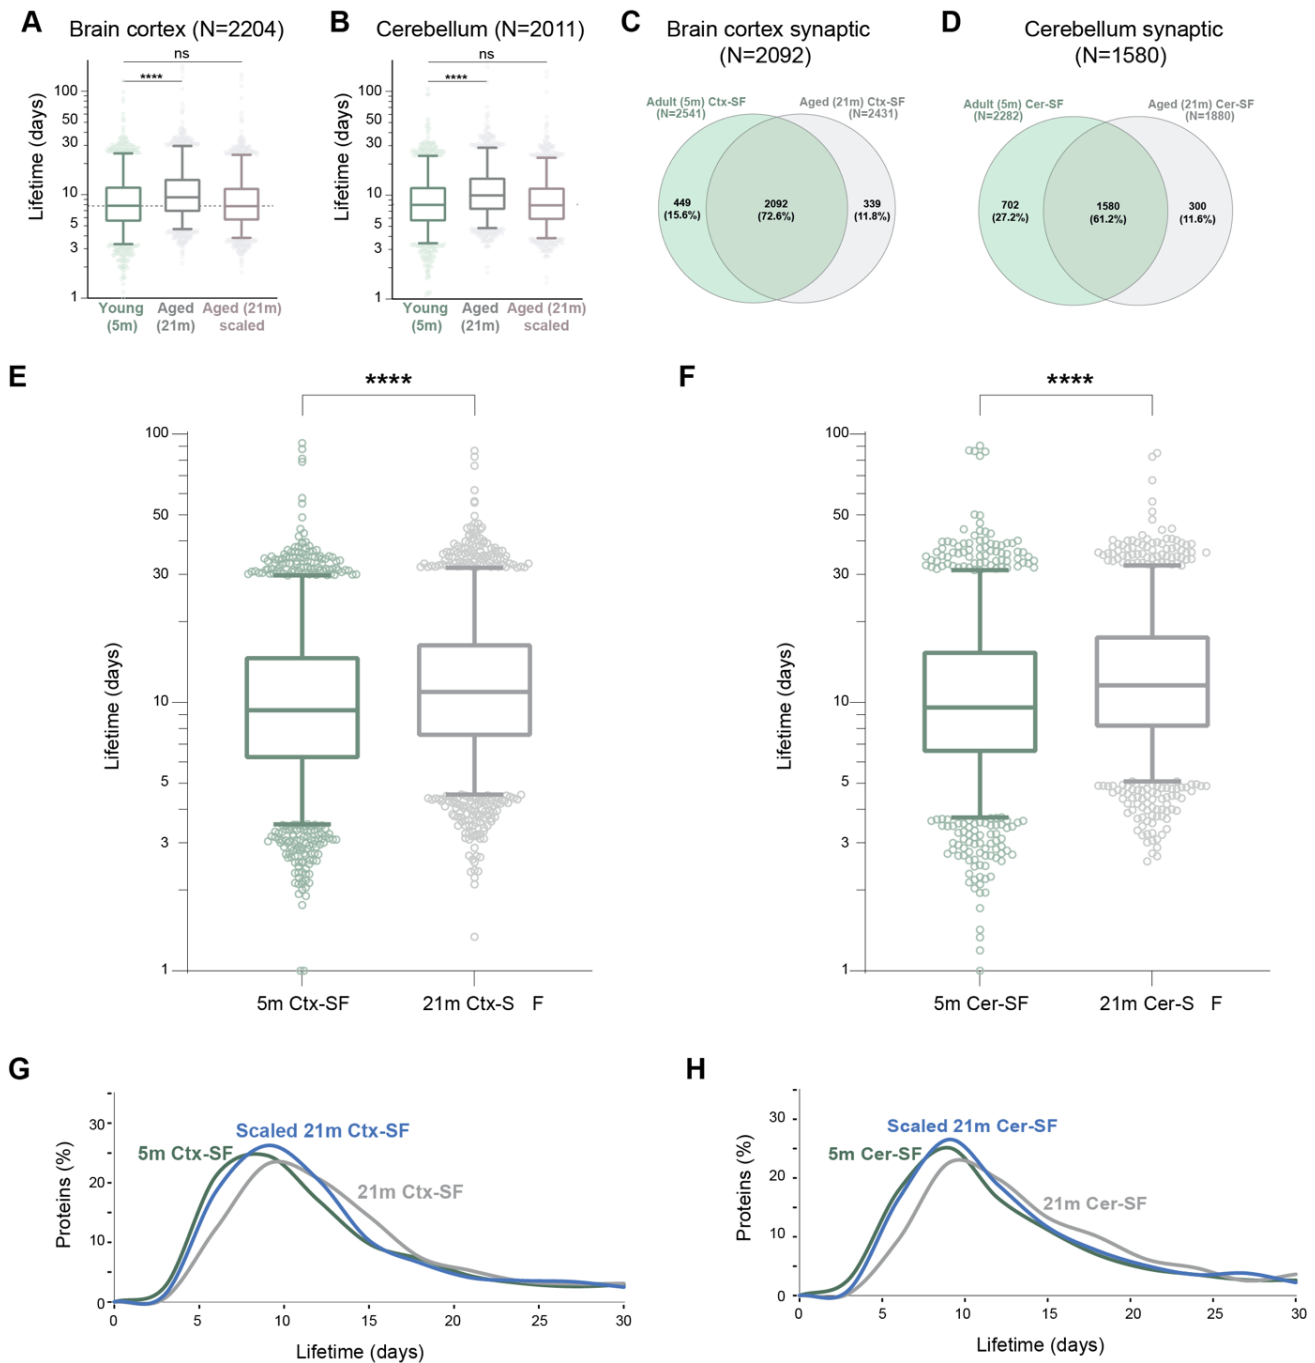 A
Brain cortex (N=2204)
ns
****
Lifetime (days)
100
50
30
10
5
3
1
Young
(5m)
Aged
(21m)
Aged (21m)
scaled
B
Cerebellum (N=2011)
ns
****
Lifetime (days)
100
50
30
10
5
3
1
Young
(5m)
Aged
(21m)
Aged (21m)
scaled
C
Brain cortex synaptic
(N=2092)
Adult (5m) Ctx-SF
(N=2541)
Aged (21m) Ctx-SF
(N=2431)
449
(15.6%)
2092
(72.6%)
339
(11.8%)
D
Cerebellum synaptic
(N=1580)
Adult (5m) Cer-SF
(N=2282)
Aged (21m) Cer-SF
(N=1880)
702
(27.2%)
1580
(61.2%)
300
(11.6%)
E
****
Lifetime (days)
100
50
30
10
5
3
1
5m Ctx-SF
21m Ctx-S F
F
****
Lifetime (days)
100
50
30
10
5
3
1
5m Cer-SF
21m Cer-S F
G
Proteins (%)
30
20
10
0
Scaled 21m Ctx-SF
5m Ctx-SF
21m Ctx-SF
0 5 10 15 20 25 30
Lifetime (days)
H
Proteins (%)
30
20
10
0
Scaled 21m Cer-SF
5m Cer-SF
21m Cer-SF
0 5 10 15 20 25 30
Lifetime (days)